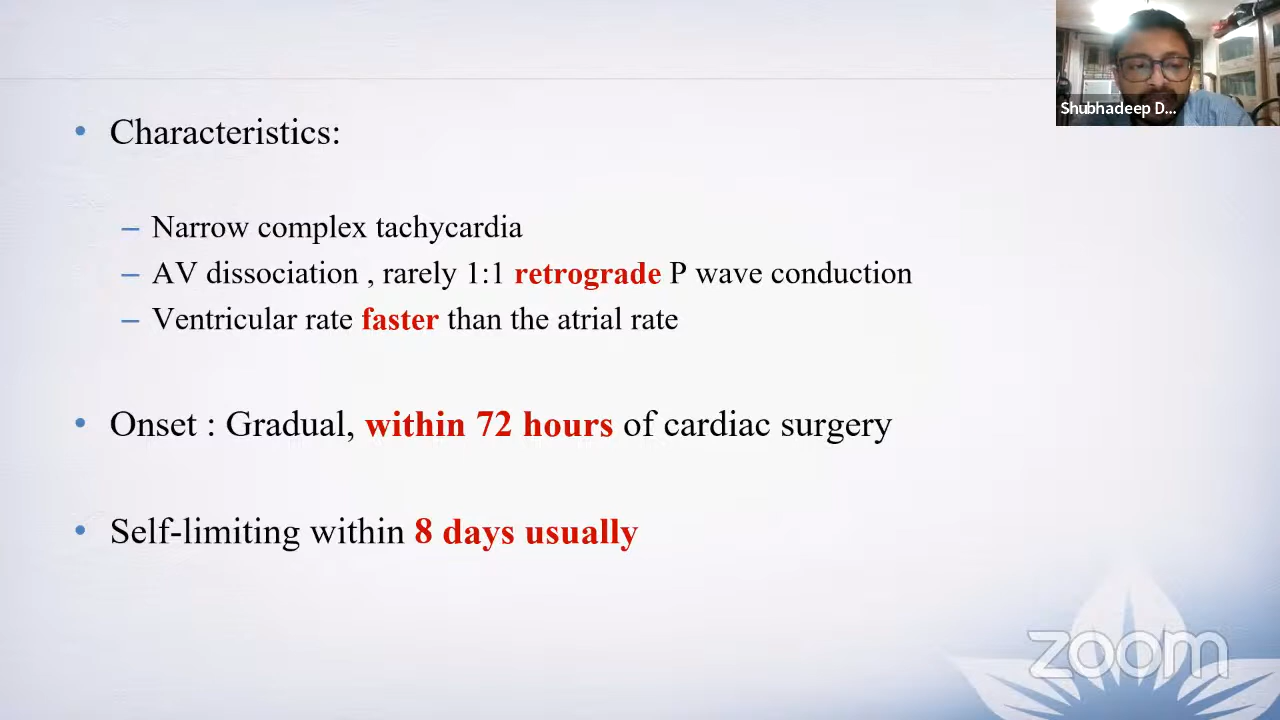 Shubhadeep D...
• Characteristics:
– Narrow complex tachycardia
– AV dissociation , rarely 1:1 retrograde P wave conduction
– Ventricular rate faster than the atrial rate
• Onset : Gradual, within 72 hours of cardiac surgery
• Self-limiting within 8 days usually
zoom